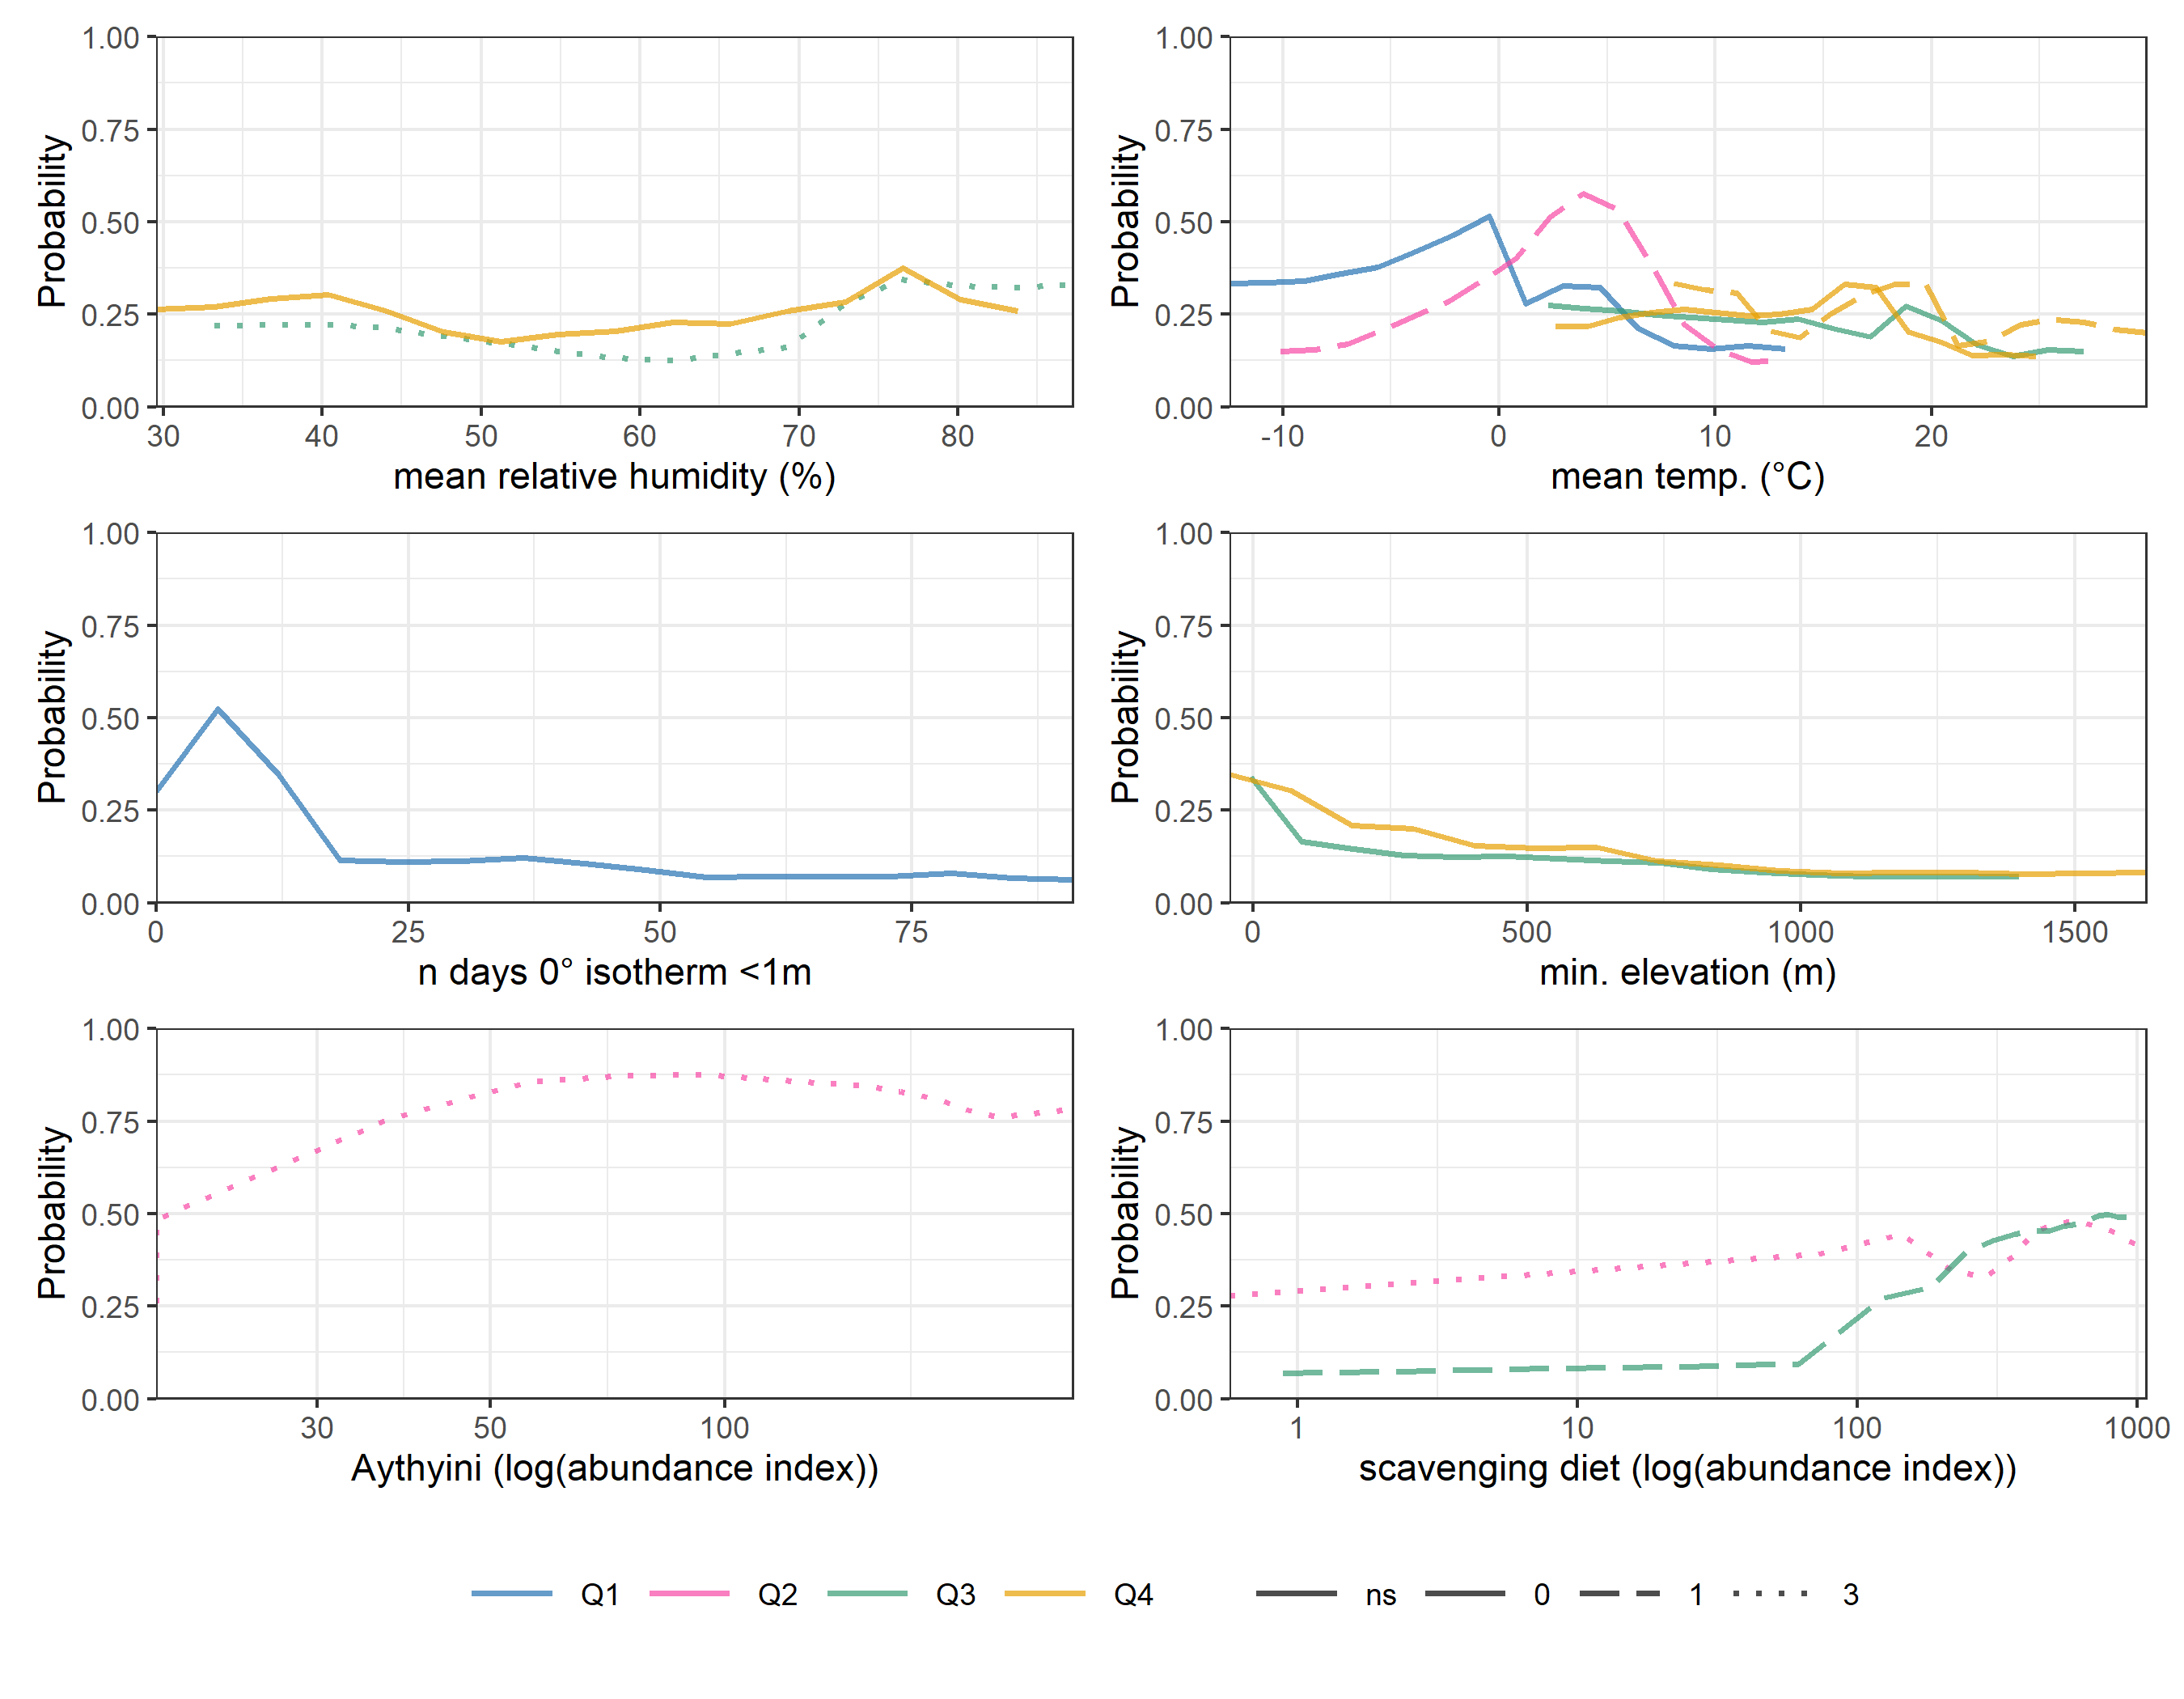 1.00
0.75
0.50
0.25
0.00
Probability
30 40 50 60 70 80
mean relative humidity (%)
1.00
0.75
0.50
0.25
0.00
Probability
-10 0 10 20
mean temp. (°C)
1.00
0.75
0.50
0.25
0.00
Probability
0 25 50 75
n days 0° isotherm <1m
1.00
0.75
0.50
0.25
0.00
Probability
0 500 1000 1500
min. elevation (m)
1.00
0.75
0.50
0.25
0.00
Probability
30 50 100
Aythyini (log(abundance index))
1.00
0.75
0.50
0.25
0.00
Probability
1 10 100 1000
scavenging diet (log(abundance index))
Q1 Q2 Q3 Q4 ns 0 1 3